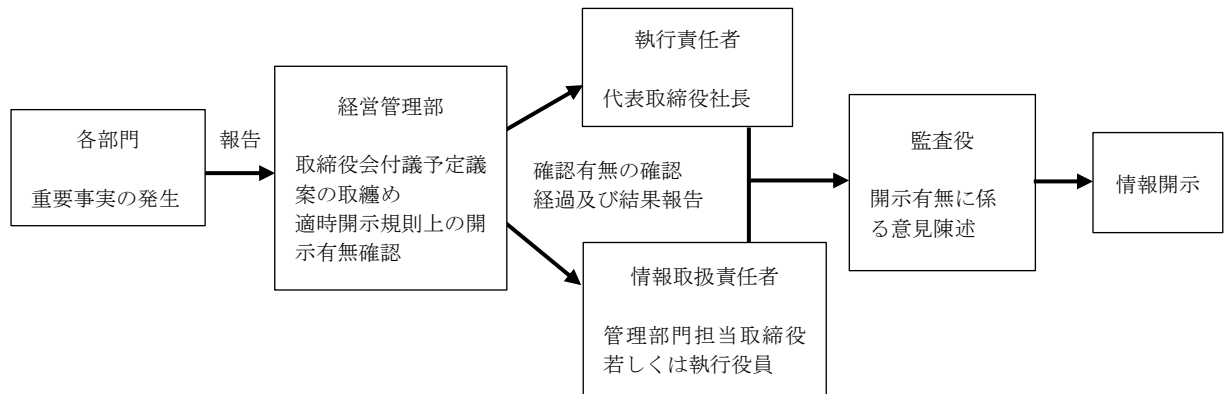 各部門
重要事実の発生
報告
経営管理部
取締役会付議予定議
案の取纏め
適時開示規則上の開
示有無確認
執行責任者
代表取締役社長
確認有無の確認
経過及び結果報告
情報取扱責任者
管理部門担当取締役
若しくは執行役員
監査役
開示有無に係
る意見陳述
情報開示